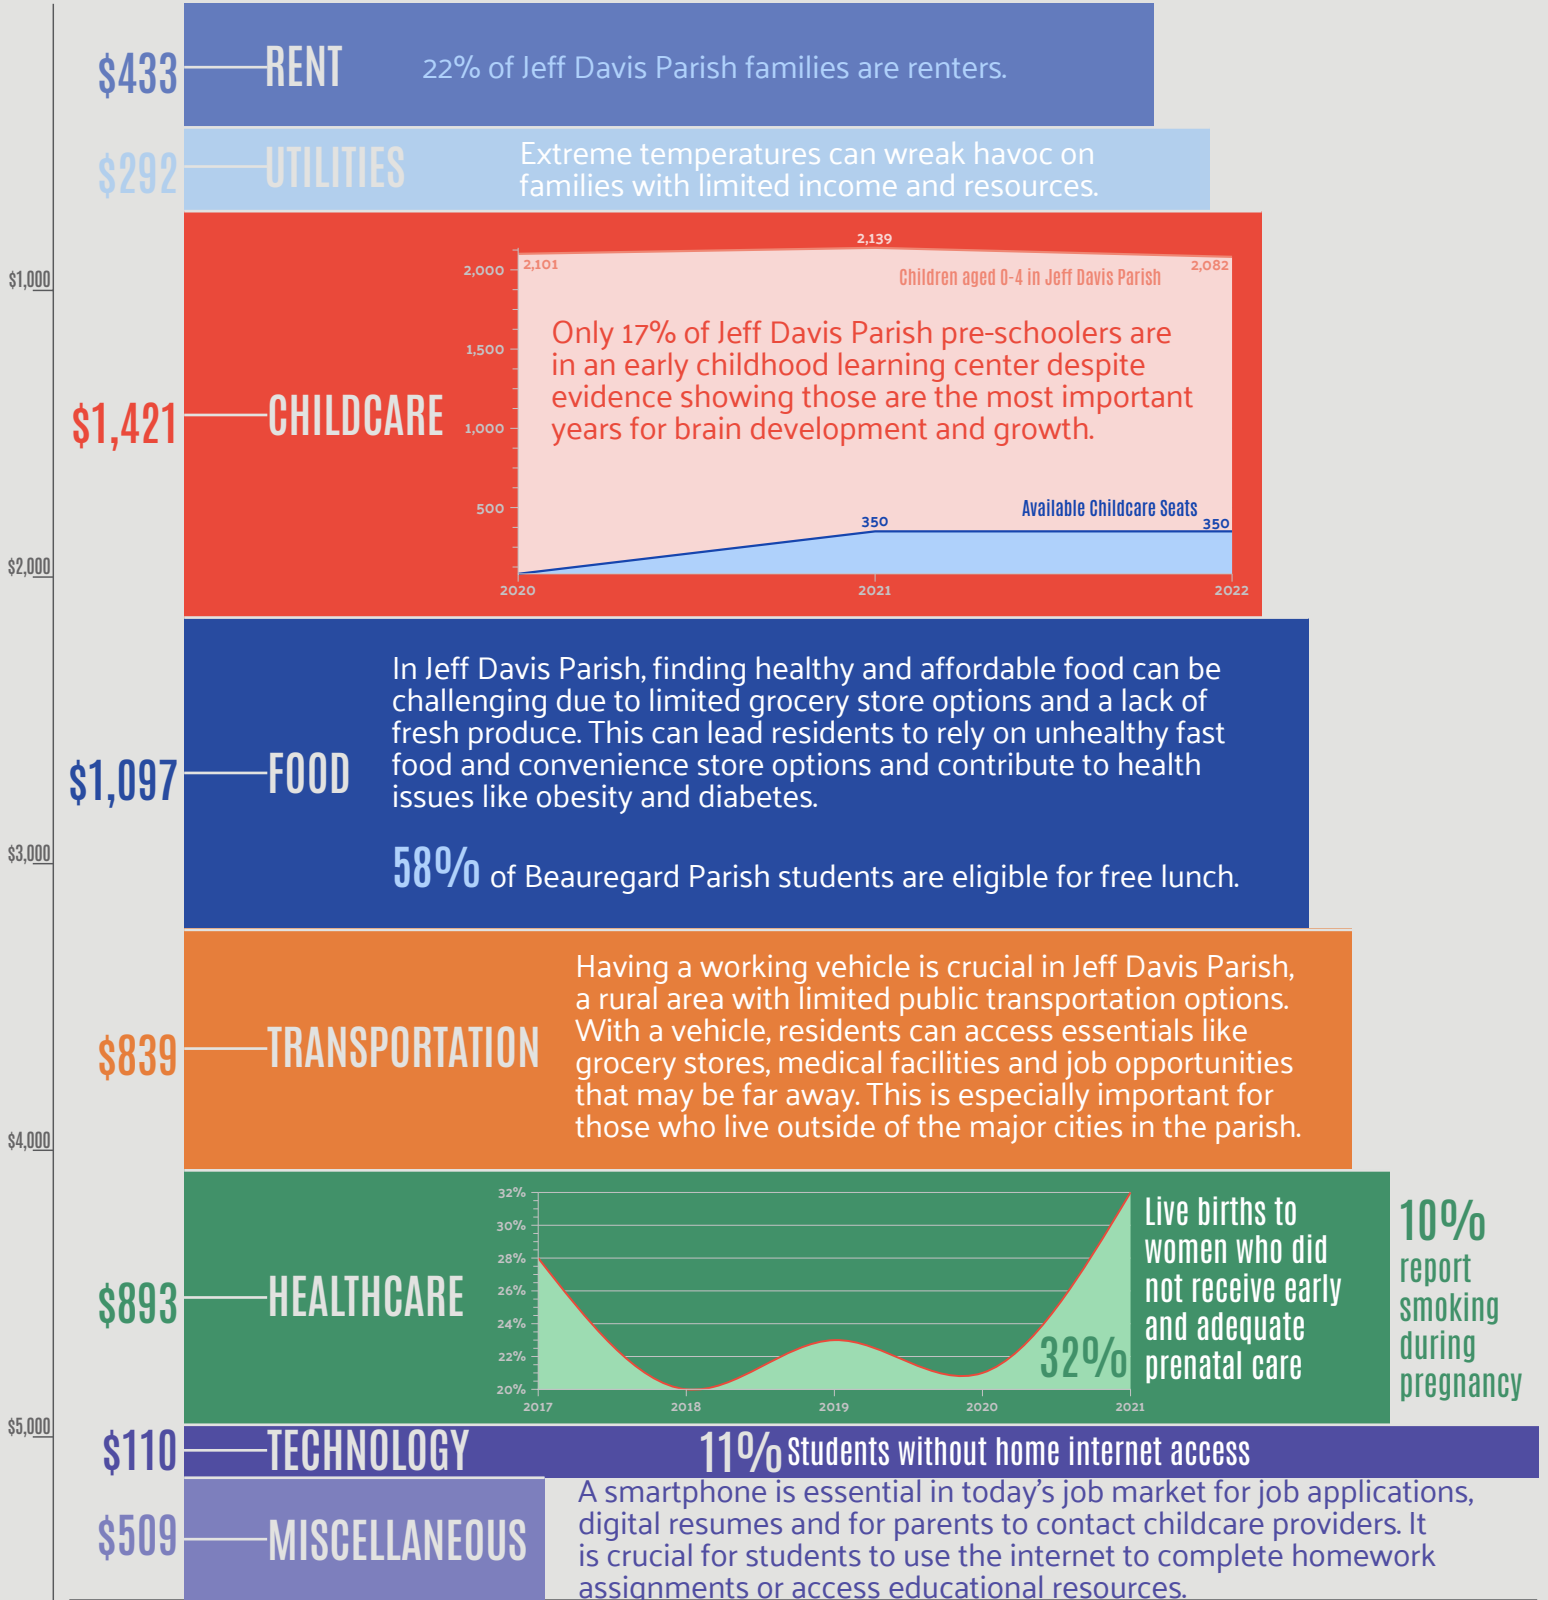 $433
RENT
22% of Jeff Davis Parish families are renters.
$292
UTILITIES
Extreme temperatures can wreak havoc on
families with limited income and resources.
$1,000
$2,000
$3,000
$4,000
$5,000
$1,421
CHILDCARE
2,000
1,500
1,000
500
2,101
2,139
2,082
Children aged 0-4 in Jeff Davis Parish
Only 17% of Jeff Davis Parish pre-schoolers are
in an early childhood learning center despite
evidence showing those are the most important
years for brain development and growth.
Available Childcare Seats
350
350
2020
2021
2022
$1,097
FOOD
In Jeff Davis Parish, finding healthy and affordable food can be
challenging due to limited grocery store options and a lack of
fresh produce. This can lead residents to rely on unhealthy fast
food and convenience store options and contribute to health
issues like obesity and diabetes.
58% of Beauregard Parish students are eligible for free lunch.
$839
TRANSPORTATION
Having a working vehicle is crucial in Jeff Davis Parish,
a rural area with limited public transportation options.
With a vehicle, residents can access essentials like
grocery stores, medical facilities and job opportunities
that may be far away. This is especially important for
those who live outside of the major cities in the parish.
$893
HEALTHCARE
32%
30%
28%
26%
24%
22%
20%
2017
2018
2019
2020
2021
32%
Live births to
women who did
not receive early
and adequate
prenatal care
10%
report
smoking
during
pregnancy
$110
TECHNOLOGY
11% Students without home internet access
$509
MISCELLANEOUS
A smartphone is essential in today's job market for job applications,
digital resumes and for parents to contact childcare providers. It
is crucial for students to use the internet to complete homework
assignments or access educational resources.